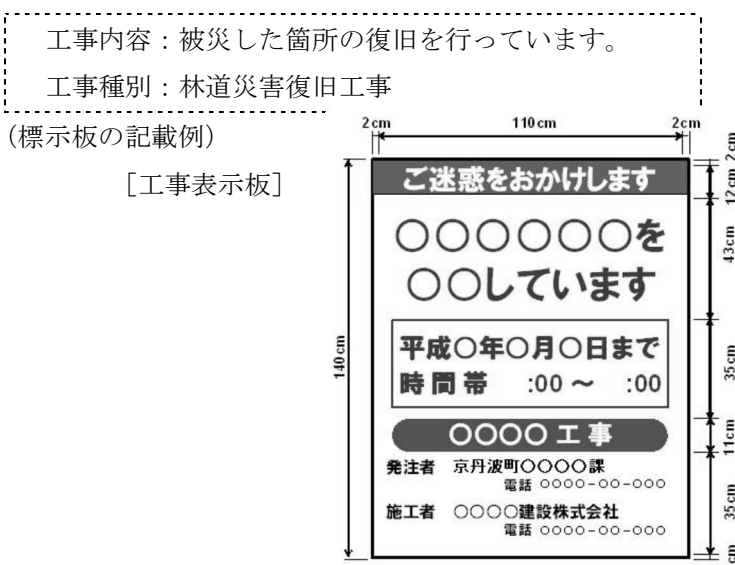 工事内容：被災した箇所の復旧を行っています。
工事種別：林道災害復旧工事
(標示板の記載例)
［工事表示板］
2cm
110cm
2cm
ご迷惑をおかけします
○○○○○○を
○○しています
平成○年○月○日まで
時間帯　:00～　:00
○○○○工事
発注者　京丹波町○○○○課
電話 ○○○○-○○-○○○
施工者　○○○○建設株式会社
電話 ○○○○-○○-○○○
140cm
2cm
12cm
43cm
35cm
11cm
35cm
cm